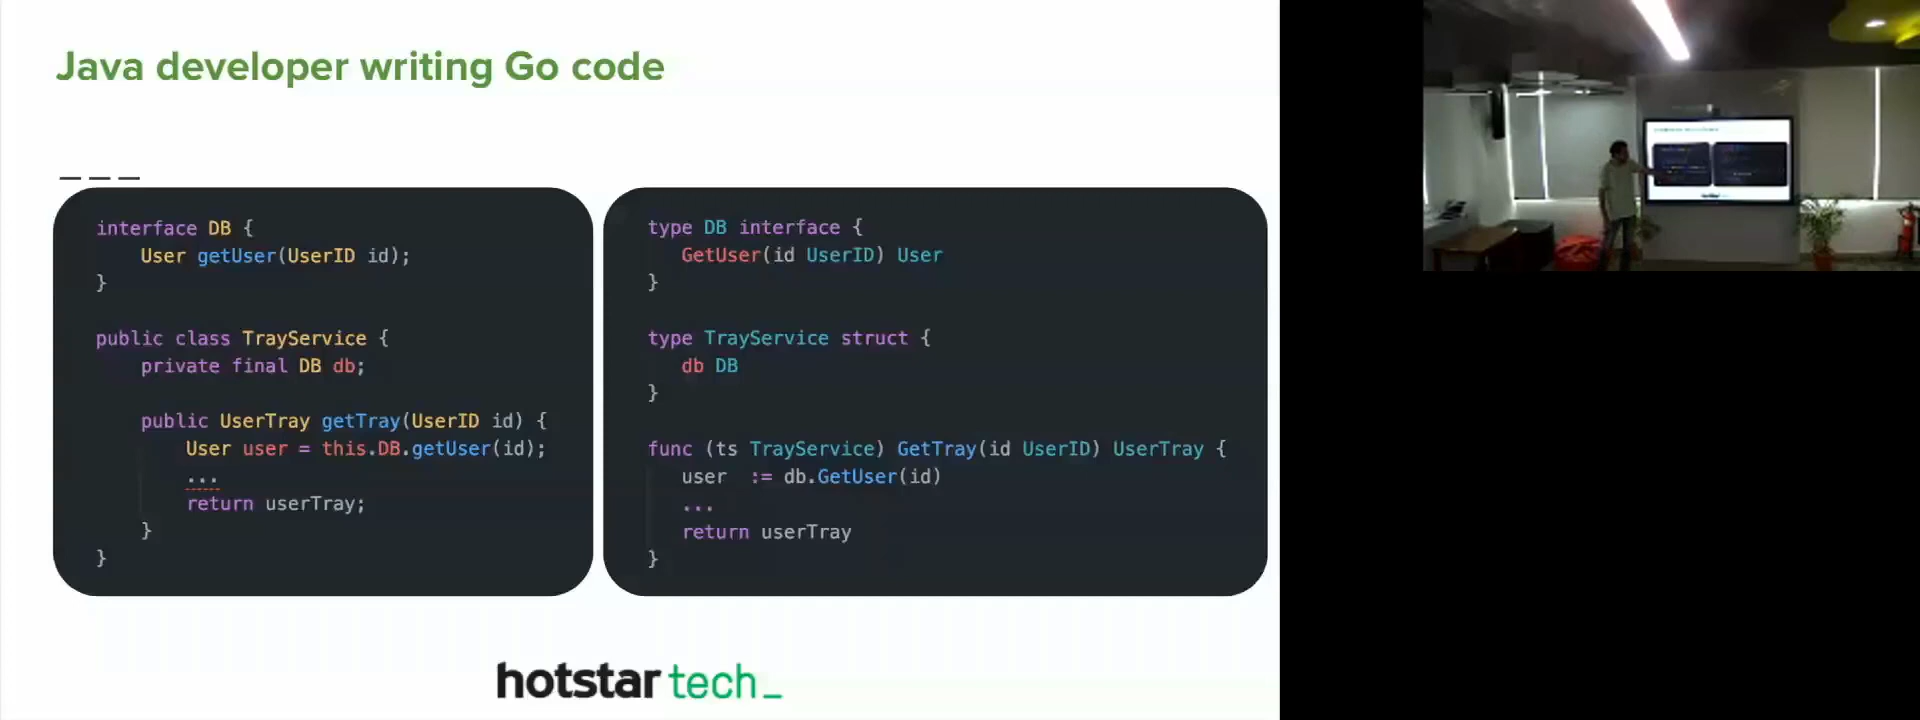 Java developer writing Go code
interface DB {
User getUser(UserID id);
}
public class TrayService {
private final DB db;
public UserTray getTray(UserID id) {
User user = this.DB.getUser(id);
...
return userTray;
}
}
type DB interface {
GetUser(id UserID) User
}
type TrayService struct {
db DB
}
func (ts TrayService) GetTray(id UserID) UserTray {
user := db.GetUser(id)
...
return userTray
}
hotstar tech_